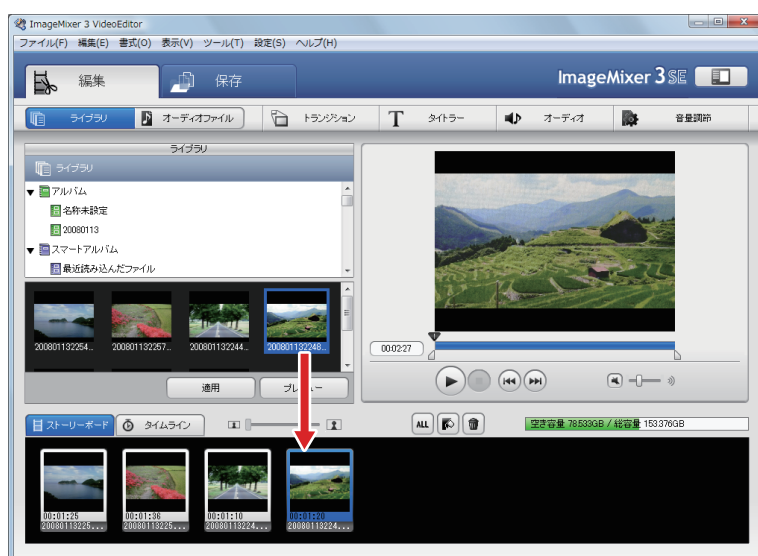 ImageMixer 3 VideoEditor
ファイル(F) 編集(E) 書式(O) 表示(V) ツール(T) 設定(S) ヘルプ(H)
編集 保存 ImageMixer 3 SE
ライブラリ オーディオファイル トランジション T タイトラー オーディオ 音量調節
ライブラリ
ライブラリ
アルバム
名称未設定
20080113
スマートアルバム
最近読み込んだファイル
200801132254... 200801132257... 200801132244... 200801132248...
00:02:27
適用
ストーリーボード タイムライン ALL 空き容量 78.533GB / 総容量 153.376GB
00:01:25 00:01:36 00:01:10 00:01:20
20080113225... 20080113225... 20080113224... 20080113224...